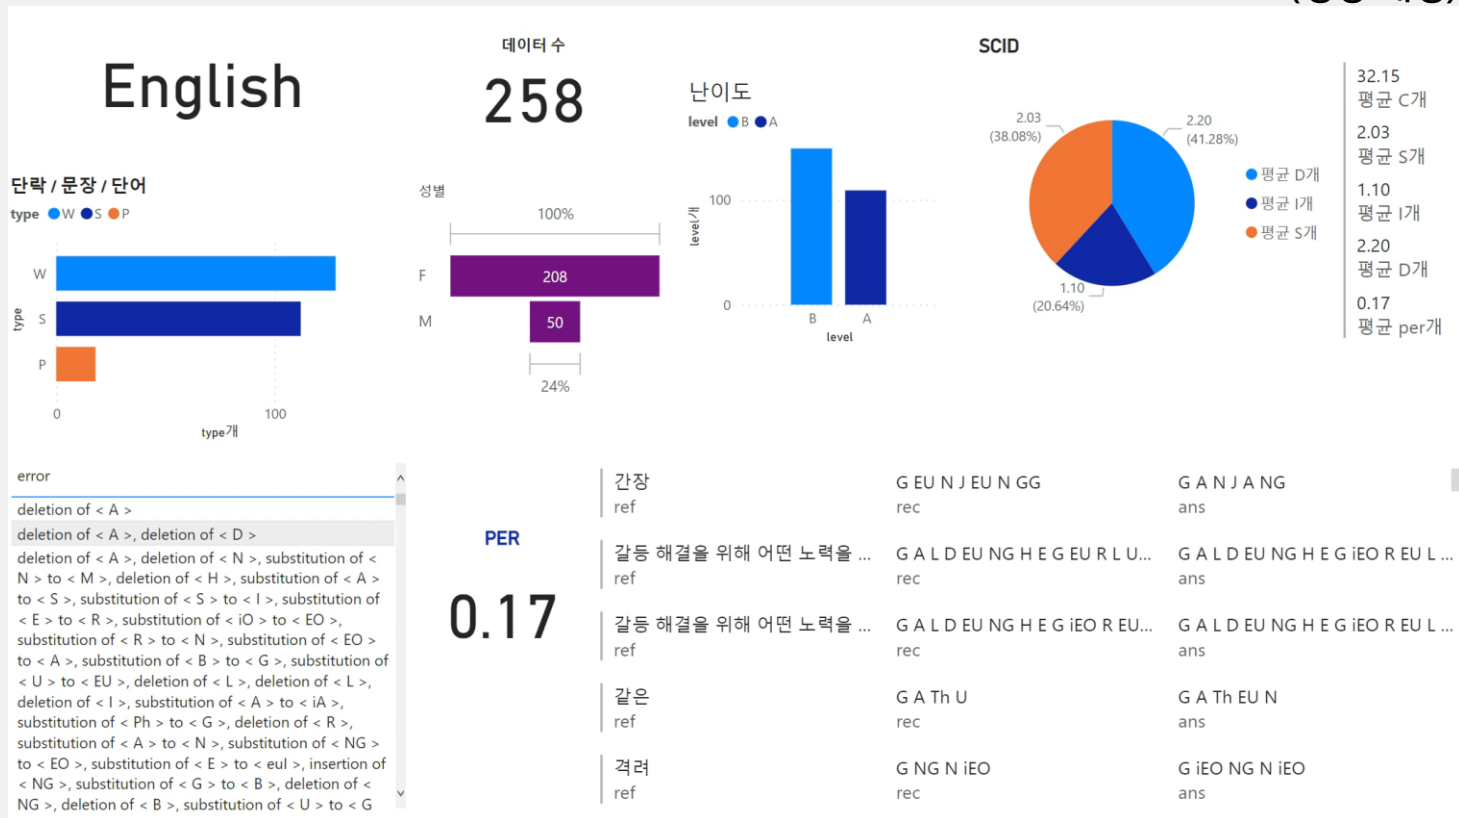 English
데이터 수
258
단락 / 문장 / 단어
type W S P
W
S
P
type
0
100
type개
성별
100%
F
208
M
50
24%
난이도
level B A
level개
100
0
B
A
level
SCID
2.03
(38.08%)
2.20
(41.28%)
1.10
(20.64%)
평균 D개
평균 I개
평균 S개
32.15
평균 C개
2.03
평균 S개
1.10
평균 I개
2.20
평균 D개
0.17
평균 per개
error
deletion of < A >
deletion of < A >, deletion of < D >
deletion of < A >, deletion of < N >, substitution of <
N > to < M >, deletion of < H >, substitution of < A >
to < S >, substitution of < S > to < I >, substitution of
< E > to < R >, substitution of < iO > to < EO >,
substitution of < R > to < N >, substitution of < EO >
to < A >, substitution of < B > to < G >, substitution of
< U > to < EU >, deletion of < L >, deletion of < L >,
deletion of < I >, substitution of < A > to < iA >,
substitution of < Ph > to < G >, deletion of < R >,
substitution of < A > to < N >, substitution of < NG >
to < EO >, substitution of < E > to < euI >, insertion of
< NG >, substitution of < G > to < B >, deletion of <
NG >, deletion of < B >, substitution of < U > to < G
PER
0.17
간장
ref
G EU N J EU N GG
rec
G A N J A NG
ans
갈등 해결을 위해 어떤 노력을 ...
ref
G A L D EU NG H E G EU R L U...
rec
G A L D EU NG H E G iEO R EU L ...
ans
갈등 해결을 위해 어떤 노력을 ...
ref
G A L D EU NG H E G iEO R EU...
rec
G A L D EU NG H E G iEO R EU L ...
ans
같은
ref
G A Th U
rec
G A Th EU N
ans
격려
ref
G NG N iEO
rec
G iEO NG N iEO
ans